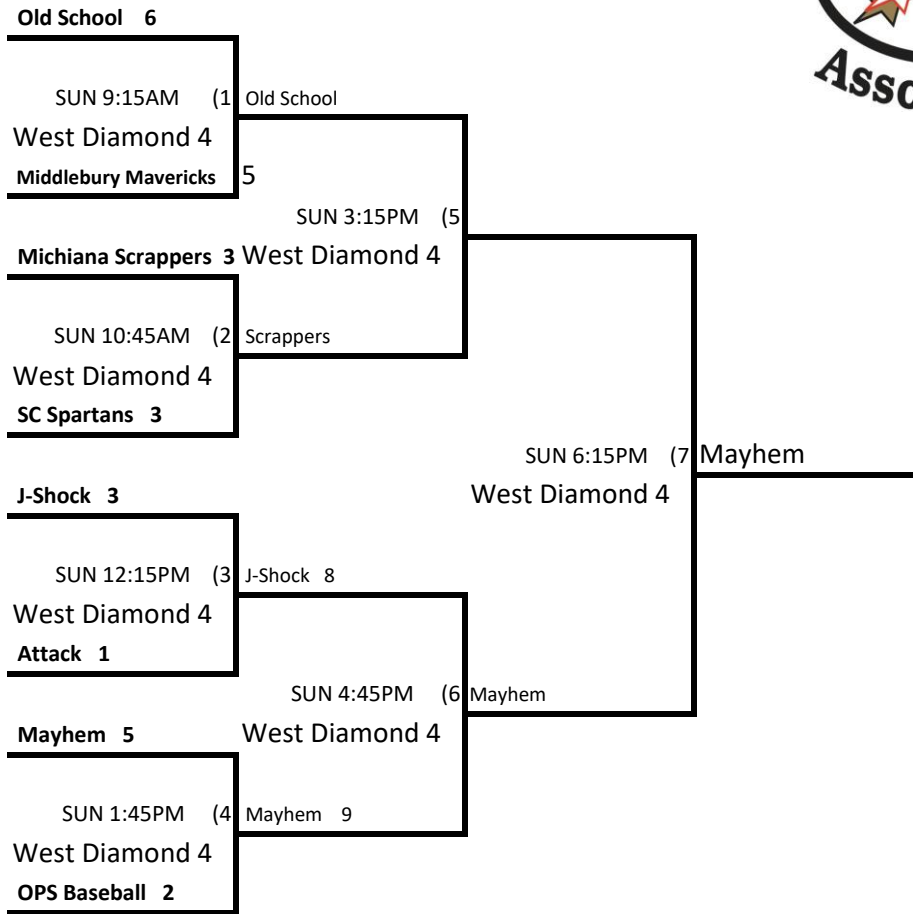 Old School 6
SUN 9:15AM (1 Old School
West Diamond 4
Middlebury Mavericks 5
SUN 3:15PM (5
Michiana Scrappers 3 West Diamond 4
SUN 10:45AM (2 Scrappers
West Diamond 4
SC Spartans 3
SUN 6:15PM (7 Mayhem
J-Shock 3 West Diamond 4
SUN 12:15PM (3 J-Shock 8
West Diamond 4
Attack 1
SUN 4:45PM (6 Mayhem
Mayhem 5 West Diamond 4
SUN 1:45PM (4 Mayhem 9
West Diamond 4
OPS Baseball 2